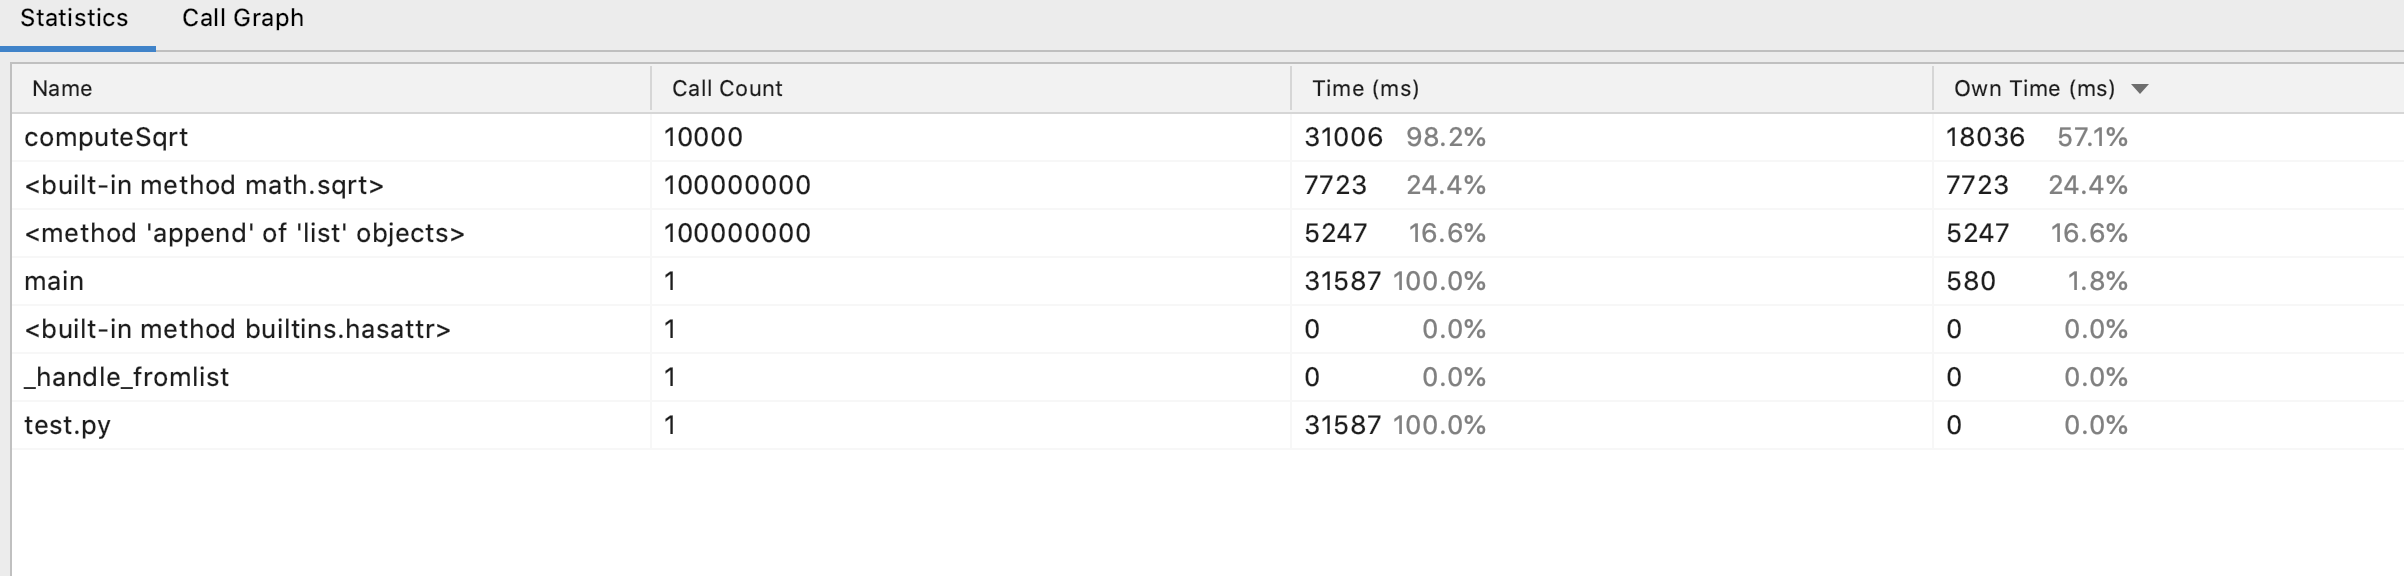 Statistics Call Graph
Name Call Count Time (ms) Own Time (ms)
computeSqrt 10000 31006 98.2% 18036 57.1%
<built-in method math.sqrt> 100000000 7723 24.4% 7723 24.4%
<method 'append' of 'list' objects> 100000000 5247 16.6% 5247 16.6%
main 1 31587 100.0% 580 1.8%
<built-in method builtins.hasattr> 1 0 0.0% 0 0.0%
_handle_fromlist 1 0 0.0% 0 0.0%
test.py 1 31587 100.0% 0 0.0%